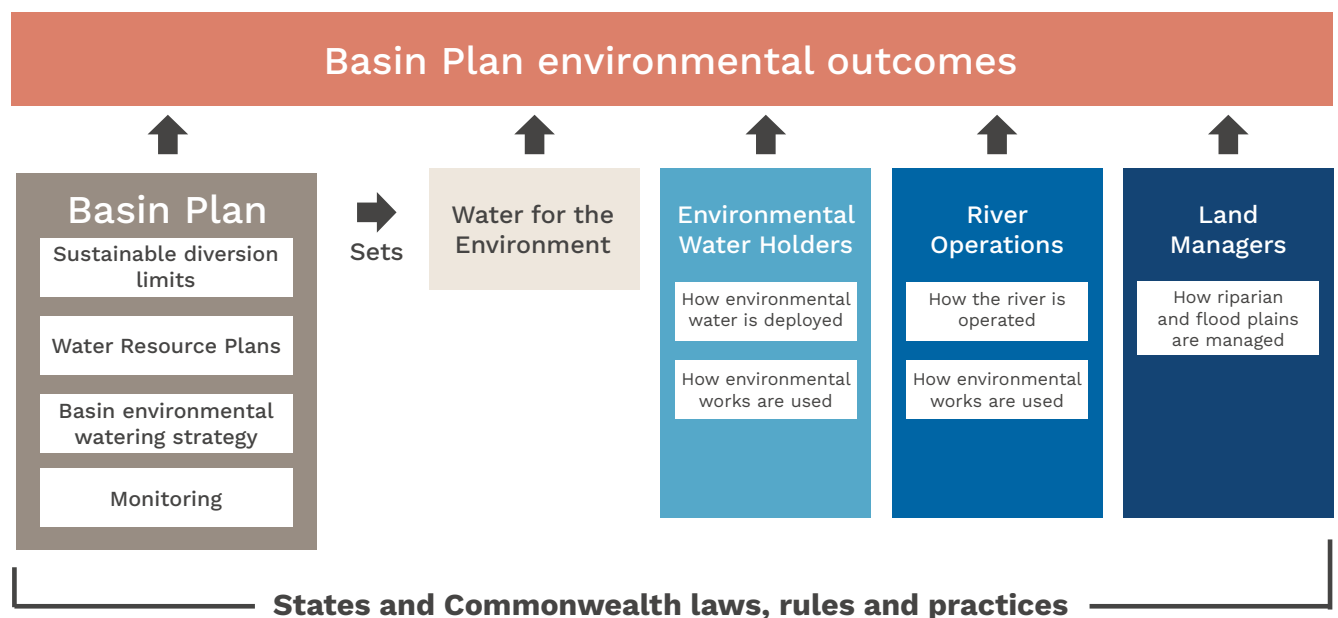 Basin Plan environmental outcomes
Basin Plan
Sustainable diversion
limits
Water Resource Plans
Basin environmental
watering strategy
Monitoring
Sets
Water for the
Environment
Environmental
Water Holders
How environmental
water is deployed
How environmental
works are used
River
Operations
How the river is
operated
How environmental
works are used
Land
Managers
How riparian
and flood plains
are managed
States and Commonwealth laws, rules and practices